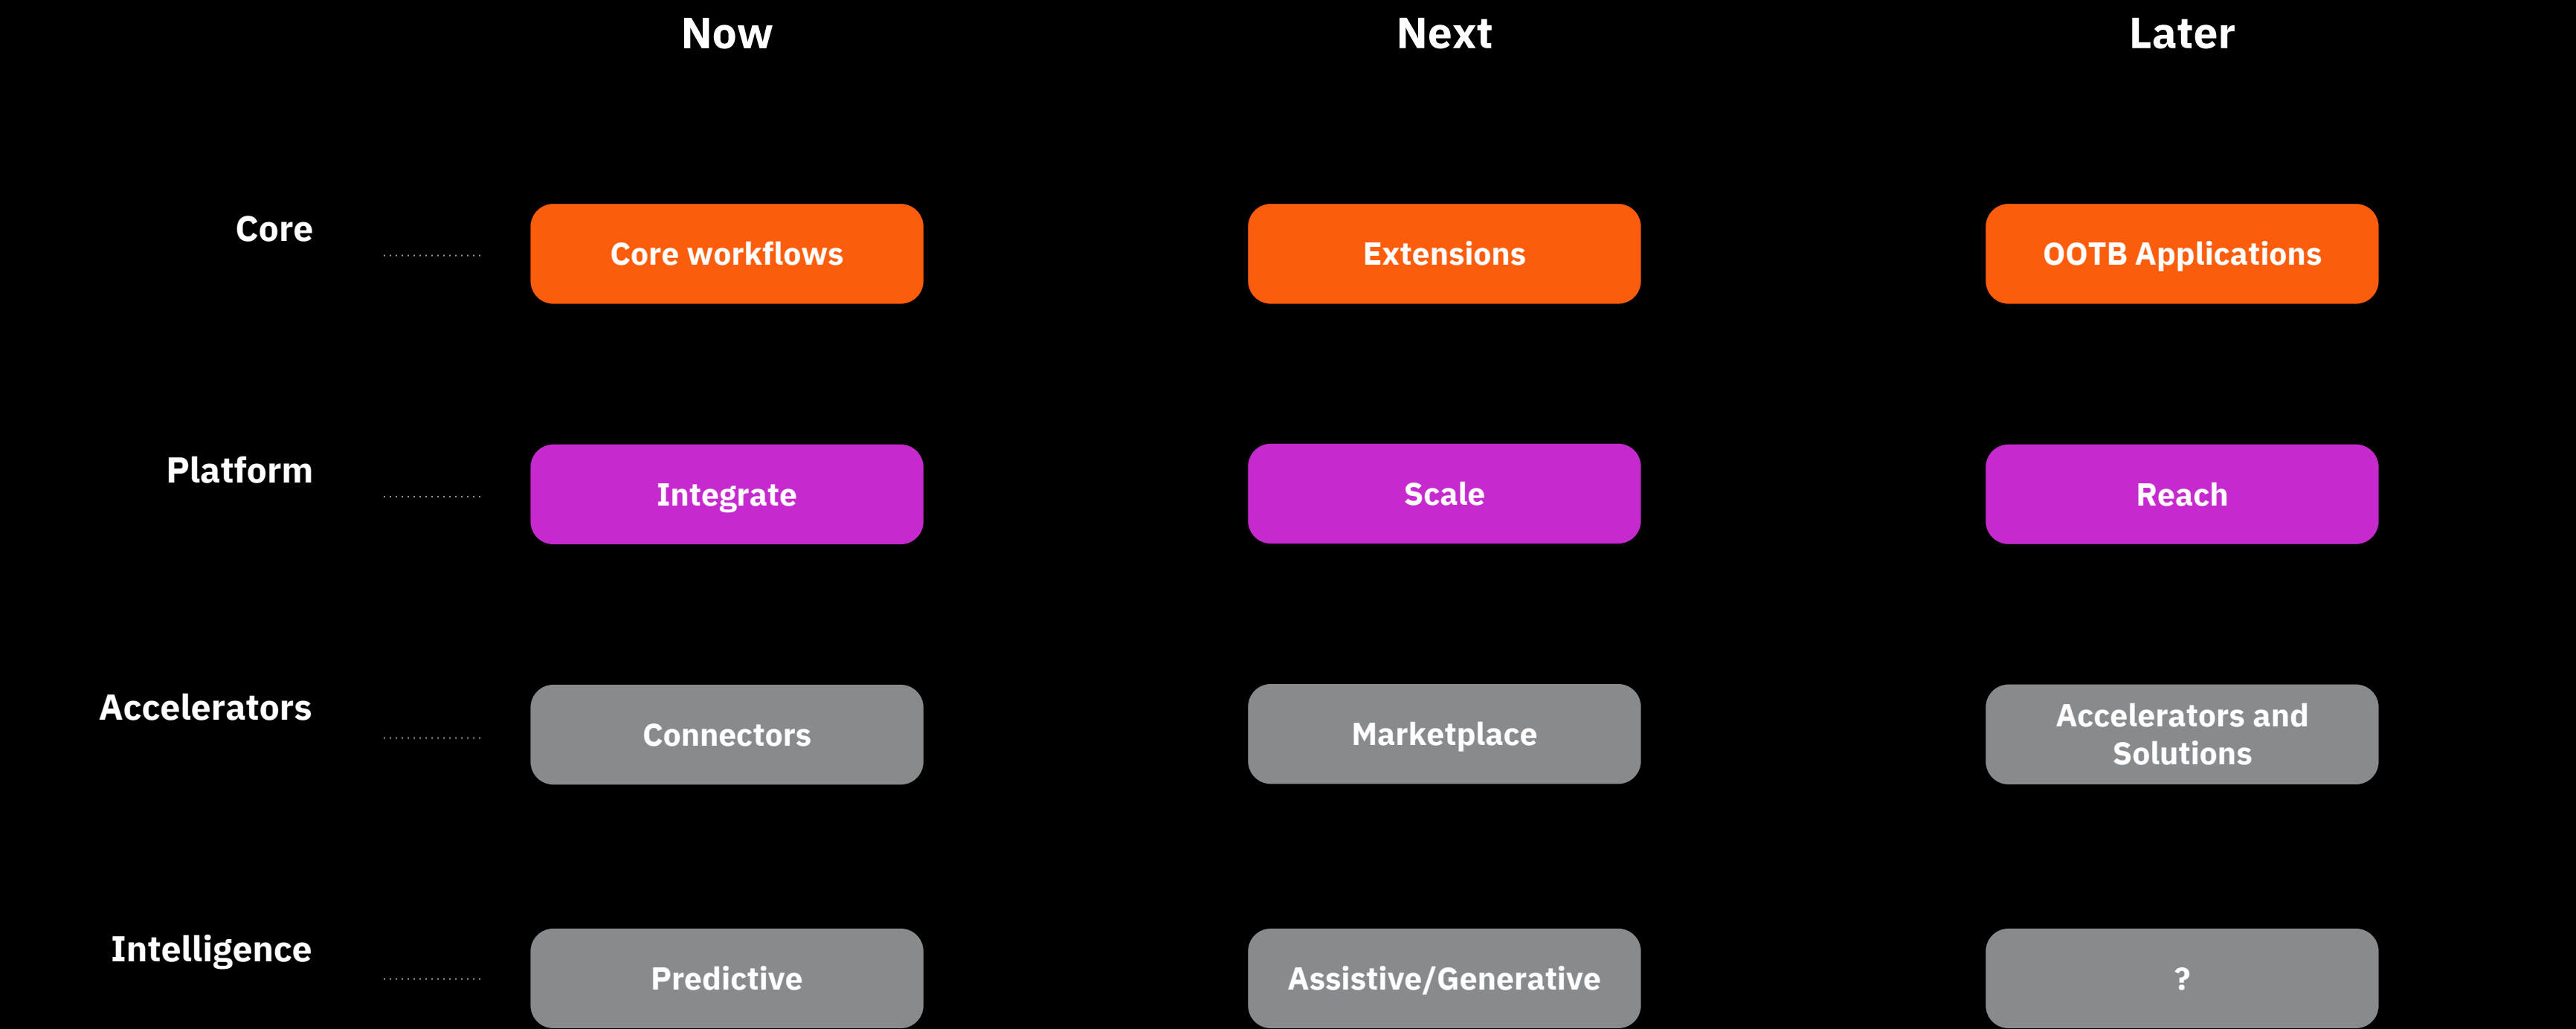 Now
Next
Later
Core
Core workflows
Extensions
OOTB Applications
Platform
Integrate
Scale
Reach
Accelerators
Connectors
Marketplace
Accelerators and
Solutions
Intelligence
Predictive
Assistive/Generative
?